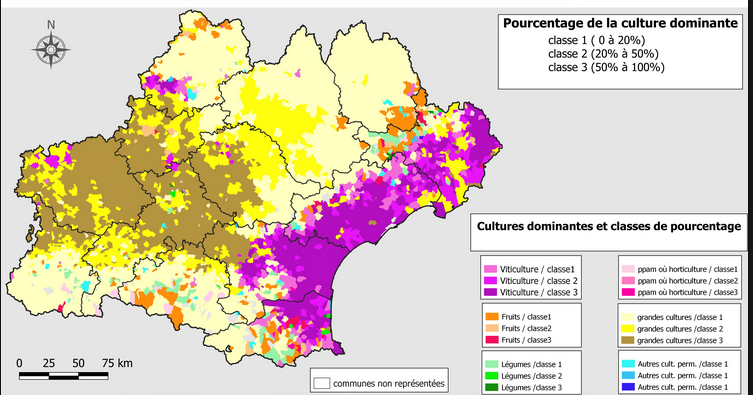 N
Pourcentage de la culture dominante
classe 1 ( 0 à 20%)
classe 2 (20% à 50%)
classe 3 (50% à 100%)
Cultures dominantes et classes de pourcentage
Viticulture / classe1
Viticulture / classe 2
Viticulture / classe 3
ppam où horticulture / classe1
ppam où horticulture / classe2
ppam où horticulture / classe3
Fruits / classe1
Fruits / classe2
Fruits / classe3
grandes cultures /classe 1
grandes cultures /classe 2
grandes cultures /classe 3
Légumes /classe 1
Légumes /classe 2
Légumes /classe 3
Autres cult. perm. /classe 1
Autres cult. perm. /classe 1
Autres cult. perm. /classe 1
0 25 50 75 km
communes non représentées